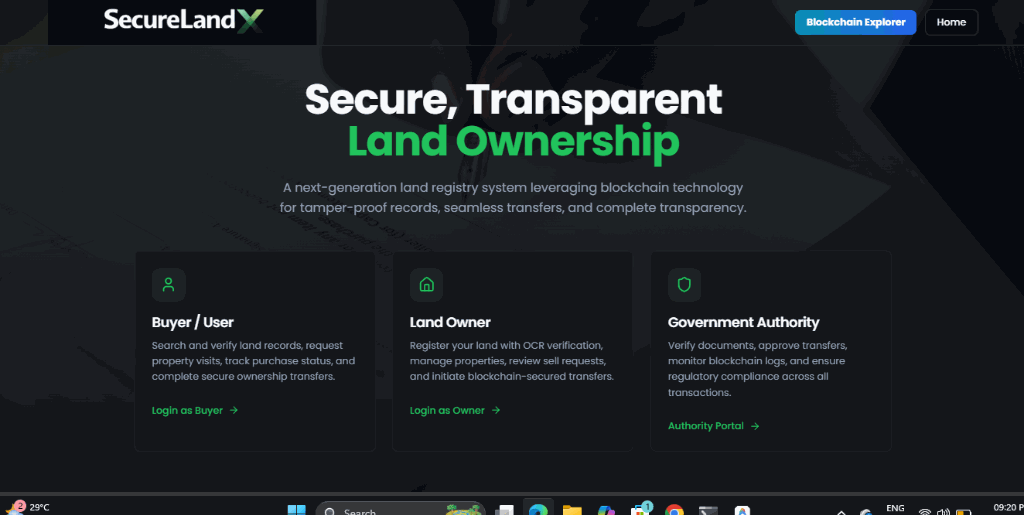 SecureLandX
Blockchain Explorer
Home
Secure, Transparent
Land Ownership
A next-generation land registry system leveraging blockchain technology
for tamper-proof records, seamless transfers, and complete transparency.
Buyer / User
Search and verify land records, request
property visits, track purchase status, and
complete secure ownership transfers.
Login as Buyer →
Land Owner
Register your land with OCR verification,
manage properties, review sell requests,
and initiate blockchain-secured transfers.
Login as Owner →
Government Authority
Verify documents, approve transfers,
monitor blockchain logs, and ensure
regulatory compliance across all
transactions.
Authority Portal →
2
29°C
Search
1
ENG
09:20 P